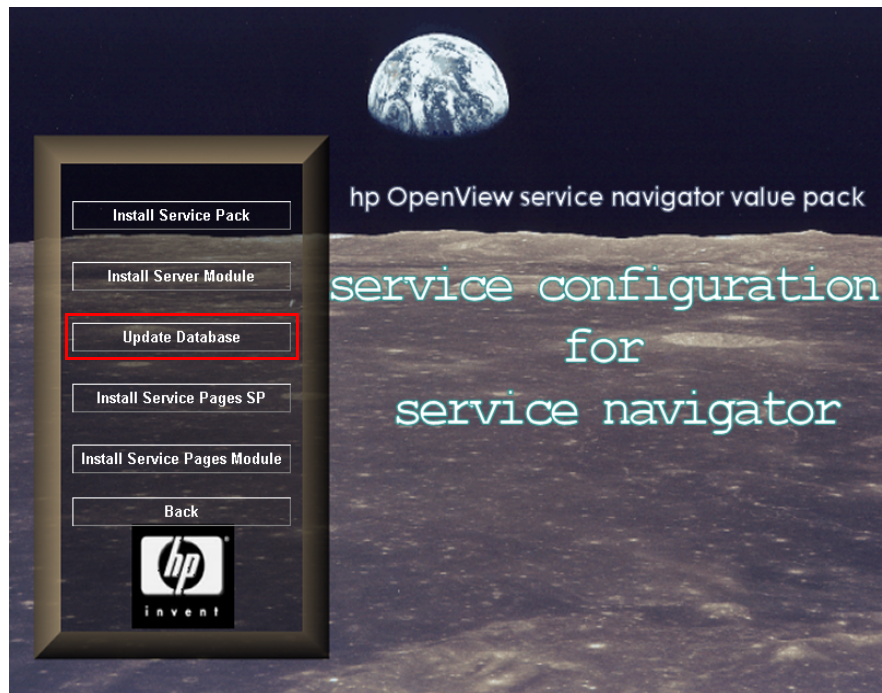 hp OpenView service navigator value pack
service configuration
for
service navigator
Install Service Pack
Install Server Module
Update Database
Install Service Pages SP
Install Service Pages Module
Back
hp
invent